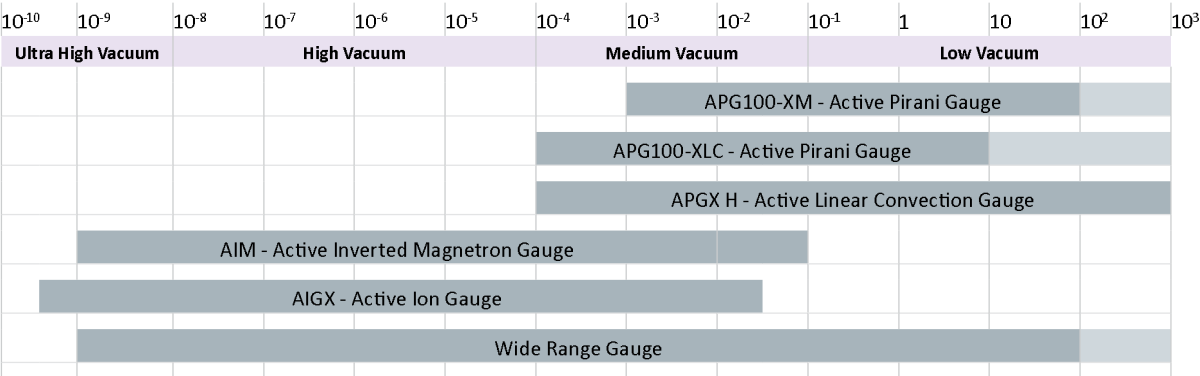 10⁻¹⁰ 10⁻⁹ 10⁻⁸ 10⁻⁷ 10⁻⁶ 10⁻⁵ 10⁻⁴ 10⁻³ 10⁻² 10⁻¹ 1 10 10² 10³
Ultra High Vacuum High Vacuum Medium Vacuum Low Vacuum
APG100-XM - Active Pirani Gauge
APG100-XLC - Active Pirani Gauge
APGX H - Active Linear Convection Gauge
AIM - Active Inverted Magnetron Gauge
AIGX - Active Ion Gauge
Wide Range Gauge